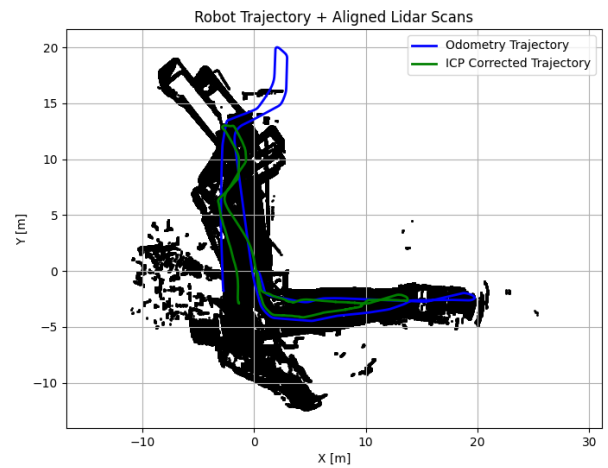 Robot Trajectory + Aligned Lidar Scans
Odometry Trajectory
ICP Corrected Trajectory
Y [m]
20
15
10
5
0
−5
−10
−10
0
10
20
30
X [m]